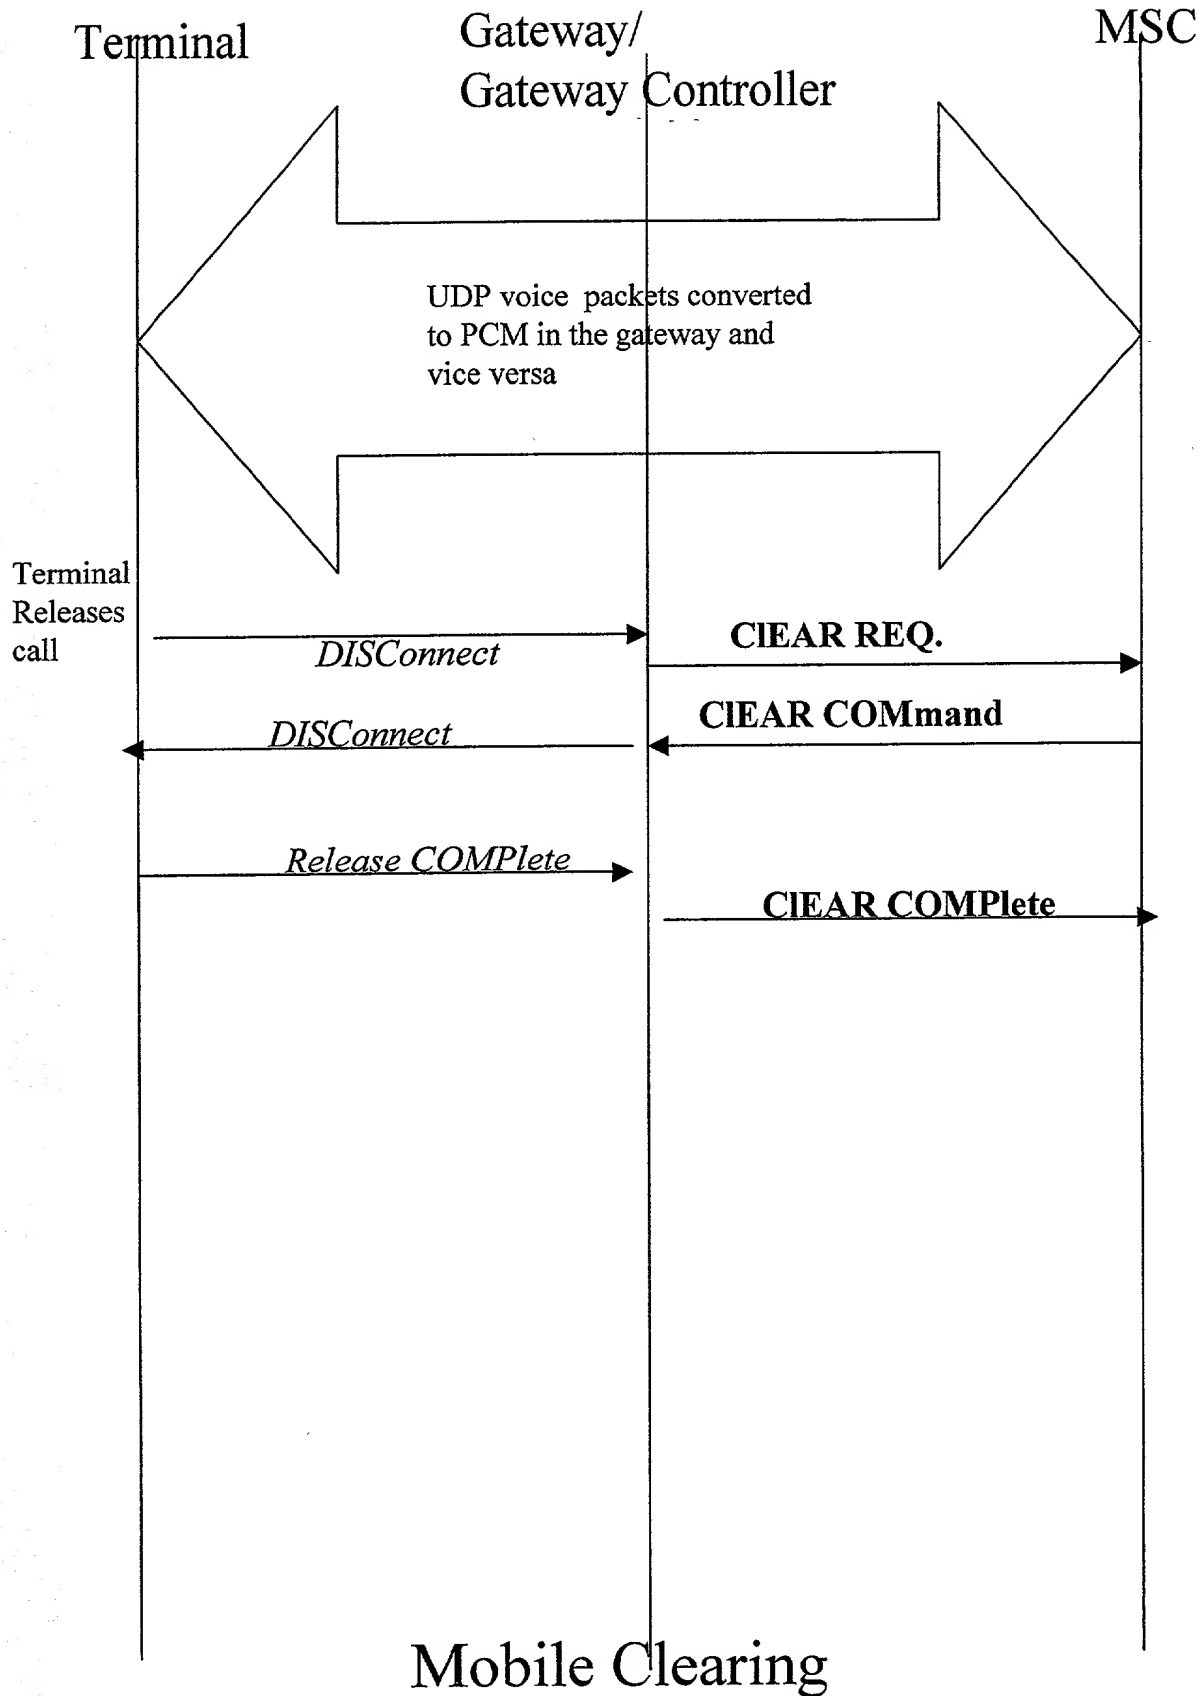 Terminal
Gateway/
Gateway Controller
MSC
UDP voice packets converted
to PCM in the gateway and
vice versa
Terminal
Releases
call
DISConnect
ClEAR REQ.
ClEAR COMmand
DISConnect
Release COMPlete
ClEAR COMPlete
Mobile Clearing